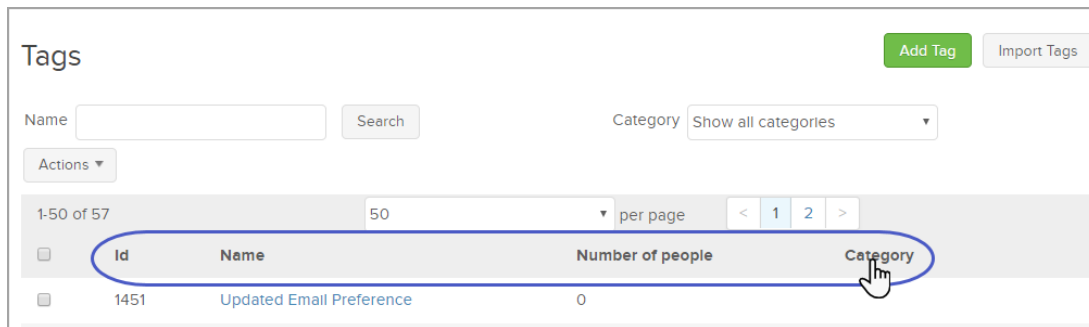 Tags
Add Tag
Import Tags
Name
Search
Category
Show all categories
Actions
1-50 of 57
50
per page
< 1 2 >
Id
Name
Number of people
Category
1451
Updated Email Preference
0